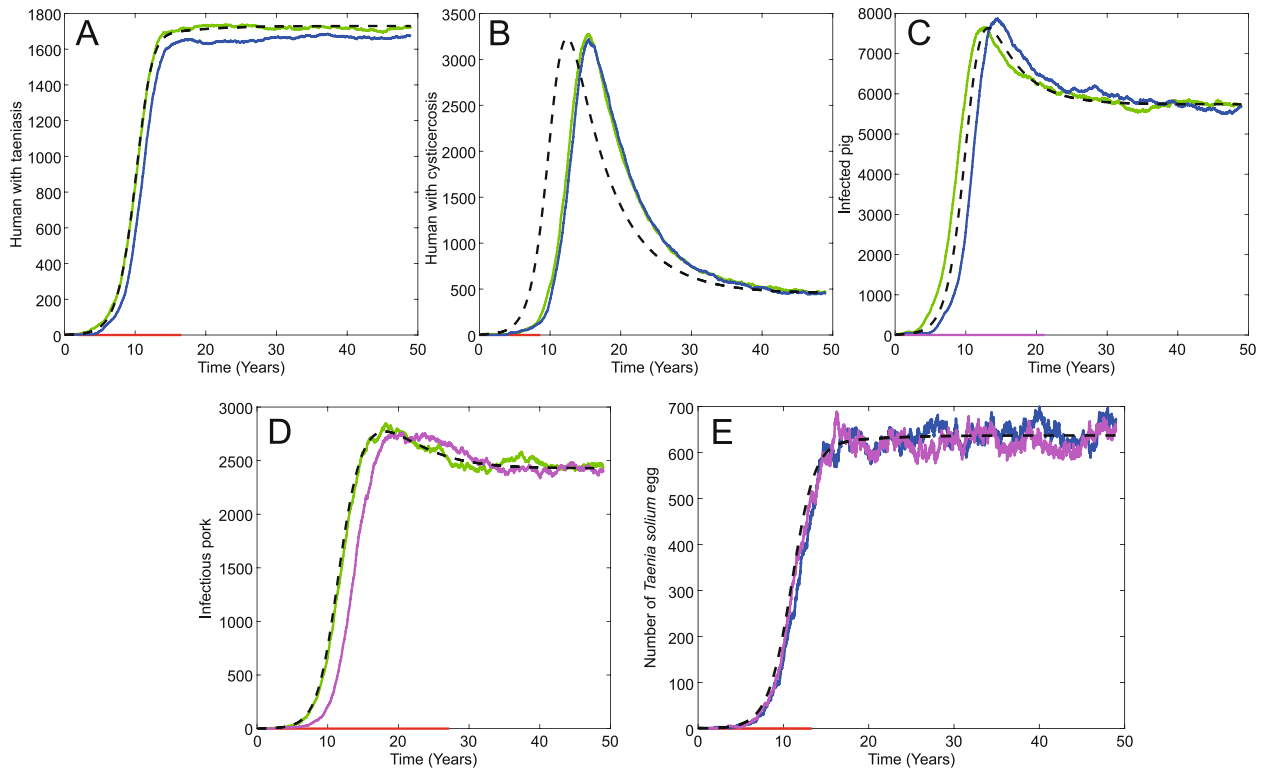 A
Human with taeniasis
1800
1600
1400
1200
1000
800
600
400
200
0
0 10 20 30 40 50
Time (Years)
B
Human with cysticercosis
3500
3000
2500
2000
1500
1000
500
0
0 10 20 30 40 50
Time (Years)
C
Infected pig
8000
7000
6000
5000
4000
3000
2000
1000
0
0 10 20 30 40 50
Time (Years)
D
Infectious pork
3000
2500
2000
1500
1000
500
0
0 10 20 30 40 50
Time (Years)
E
Number of Taenia solium egg
700
600
500
400
300
200
100
0
0 10 20 30 40 50
Time (Years)